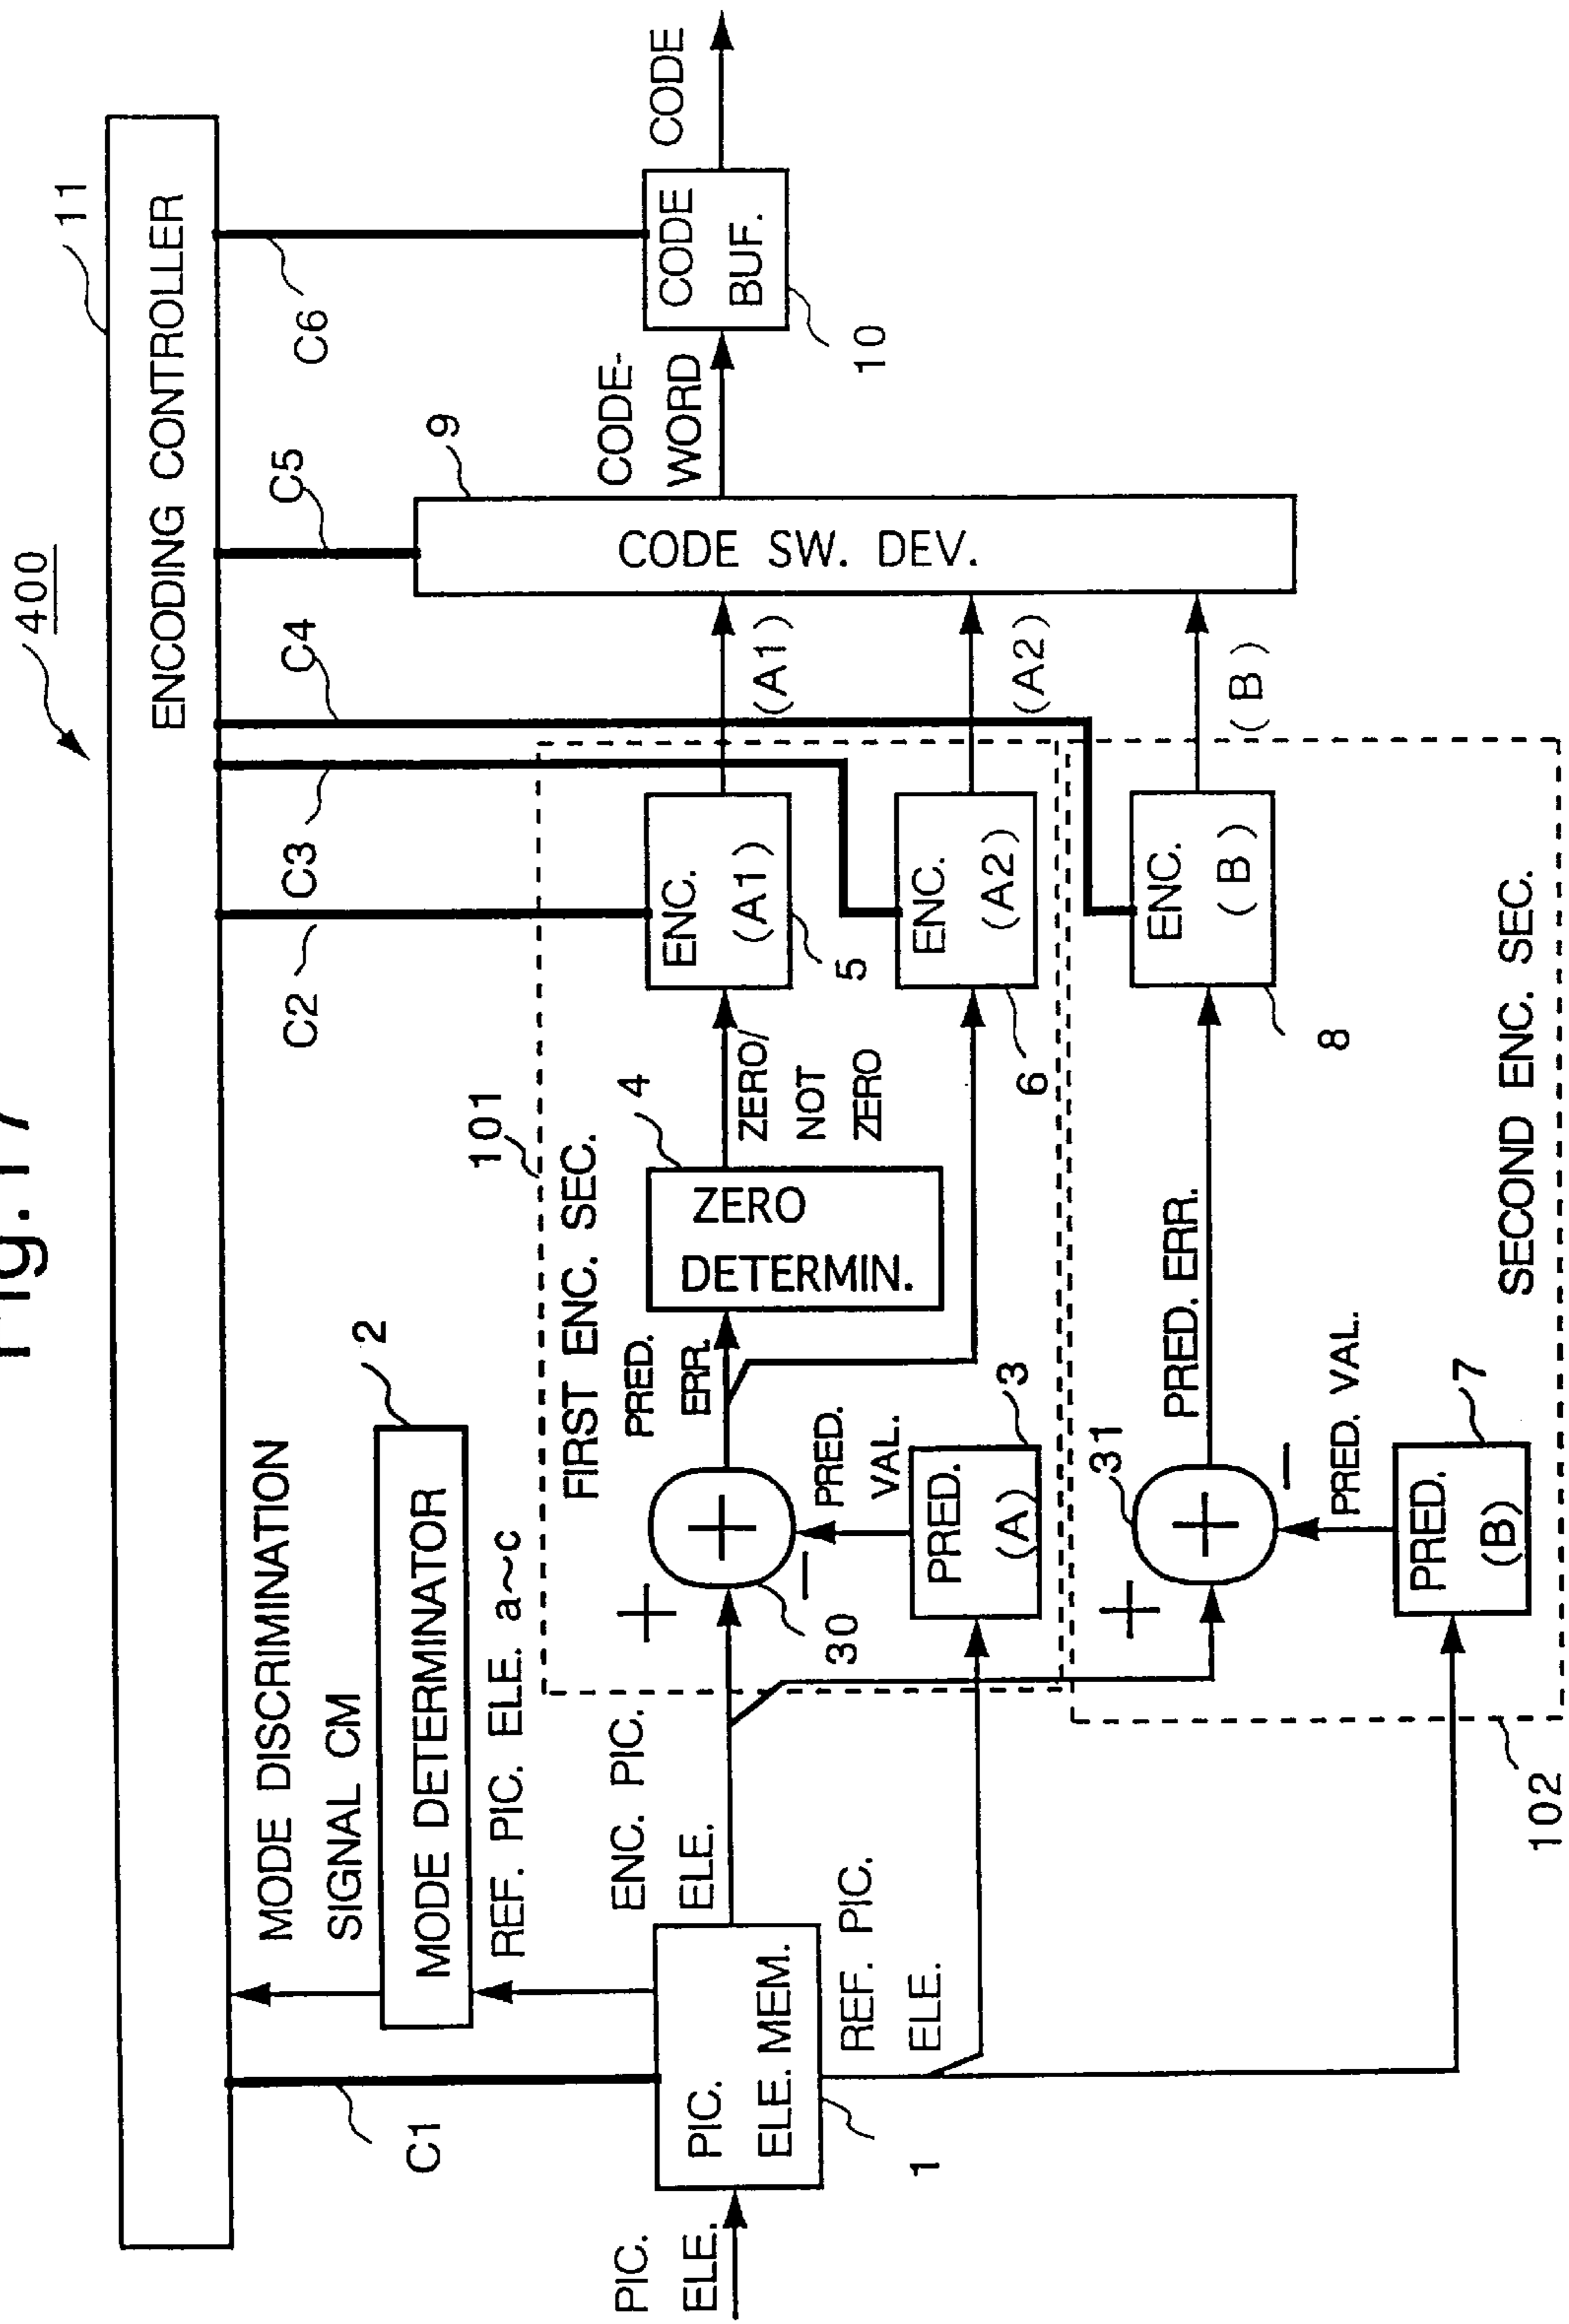 Fig.17
400
11
ENCODING CONTROLLER
C1
MODE DISCRIMINATION
SIGNAL CM
2
MODE DETERMINATOR
REF. PIC. ELE. a~c
C2
C3
C4
C5
C6
PIC.
ELE.
PIC.
ELE. MEM.
1
ENC. PIC.
ELE.
REF. PIC.
ELE.
101
FIRST ENC. SEC.
+
+
−
30
PRED.
ERR.
PRED.
VAL.
PRED.
(A)
3
4
ZERO
DETERMIN.
ZERO/
NOT
ZERO
ENC.
(A1)
5
ENC.
(A2)
6
(A1)
(A2)
(B)
9
CODE SW. DEV.
CODE-
WORD
CODE
BUF.
10
CODE
+
+
−
31
PRED. ERR.
PRED. VAL.
PRED.
(B)
7
ENC.
(B)
8
SECOND ENC. SEC.
102